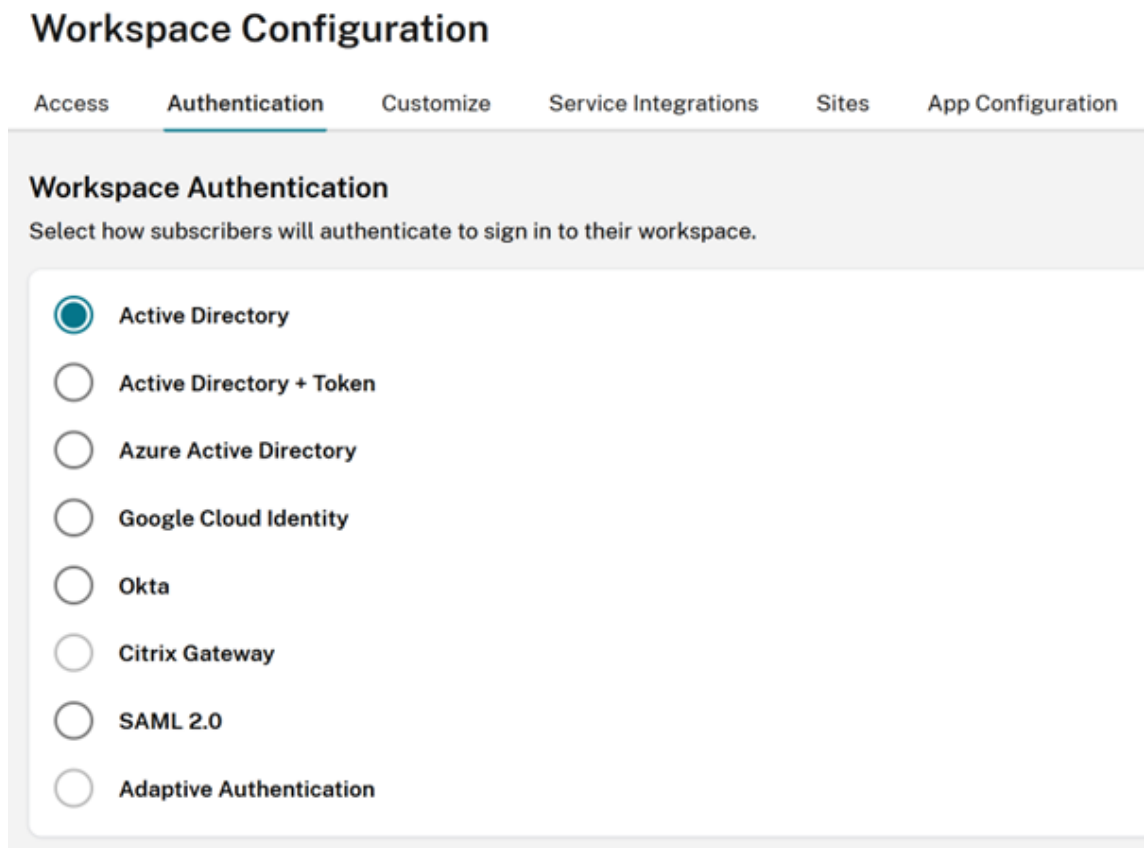 Workspace Configuration
Access Authentication Customize Service Integrations Sites App Configuration
Workspace Authentication
Select how subscribers will authenticate to sign in to their workspace.
Active Directory
Active Directory + Token
Azure Active Directory
Google Cloud Identity
Okta
Citrix Gateway
SAML 2.0
Adaptive Authentication